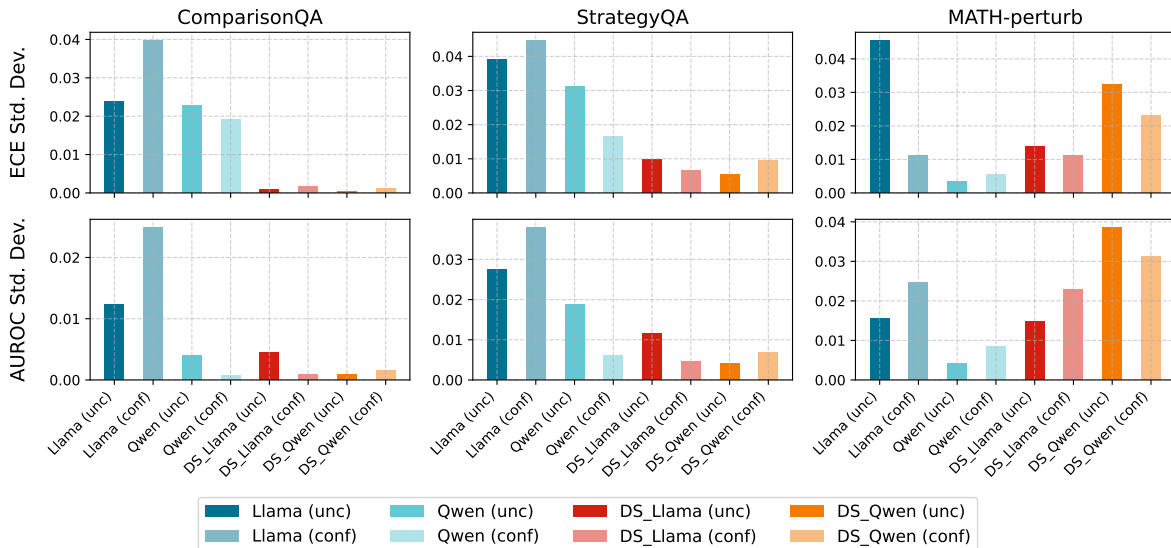 ComparisonQA
StrategyQA
MATH-perturb
ECE Std. Dev.
0.04
0.03
0.02
0.01
0.00
0.04
0.03
0.02
0.01
0.00
0.04
0.03
0.02
0.01
0.00
AUROC Std. Dev.
0.02
0.01
0.00
0.03
0.02
0.01
0.00
0.04
0.03
0.02
0.01
0.00
Llama (unc)
Llama (conf)
Qwen (unc)
Qwen (conf)
DS_Llama (unc)
DS_Llama (conf)
DS_Qwen (unc)
DS_Qwen (conf)
Llama (unc)
Llama (conf)
Qwen (unc)
Qwen (conf)
DS_Llama (unc)
DS_Llama (conf)
DS_Qwen (unc)
DS_Qwen (conf)
Llama (unc)
Llama (conf)
Qwen (unc)
Qwen (conf)
DS_Llama (unc)
DS_Llama (conf)
DS_Qwen (unc)
DS_Qwen (conf)
Llama (unc) Qwen (unc) DS_Llama (unc) DS_Qwen (unc)
Llama (conf) Qwen (conf) DS_Llama (conf) DS_Qwen (conf)